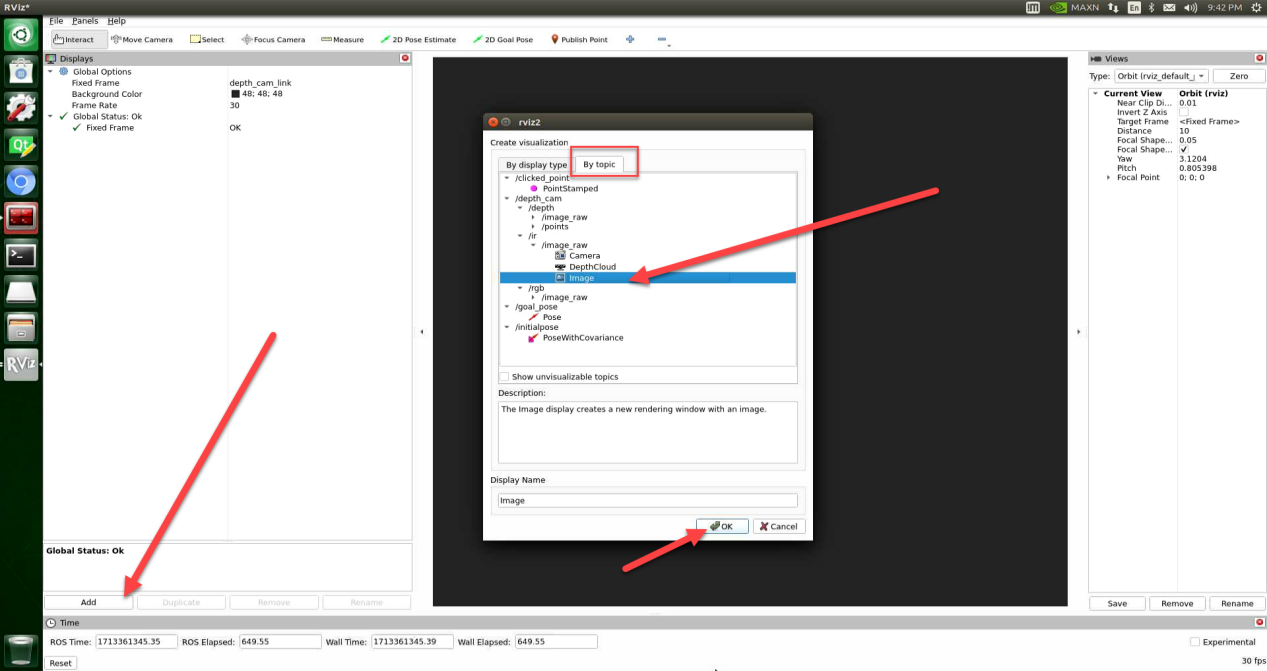 RViz*
MAXN En 9:42 PM
File Panels Help
Interact Move Camera Select Focus Camera Measure 2D Pose Estimate 2D Goal Pose Publish Point
Displays
Global Options
Fixed Frame depth_cam_link
Background Color 48; 48; 48
Frame Rate 30
Global Status: Ok
Fixed Frame OK
Global Status: Ok
Add Duplicate Remove Rename
rviz2
Create visualization
By display type By topic
/clicked_point
PointStamped
/depth_cam
/depth
/image_raw
/points
/ir
/image_raw
Camera
DepthCloud
Image
/rgb
/image_raw
/goal_pose
Pose
/initialpose
PoseWithCovariance
Show unvisualizable topics
Description:
The Image display creates a new rendering window with an image.
Display Name
Image
OK Cancel
Views
Type: Orbit (rviz_default_ Zero
Current View Orbit (rviz)
Near Clip Di... 0.01
Invert Z Axis
Target Frame <Fixed Frame>
Distance 10
Focal Shape... 0.05
Focal Shape...
Yaw 3.1204
Pitch 0.805398
Focal Point 0; 0; 0
Save Remove Rename
Time
ROS Time: 1713361345.35 ROS Elapsed: 649.55 Wall Time: 1713361345.39 Wall Elapsed: 649.55 Experimental
Reset 30 fps
Qt
RViz